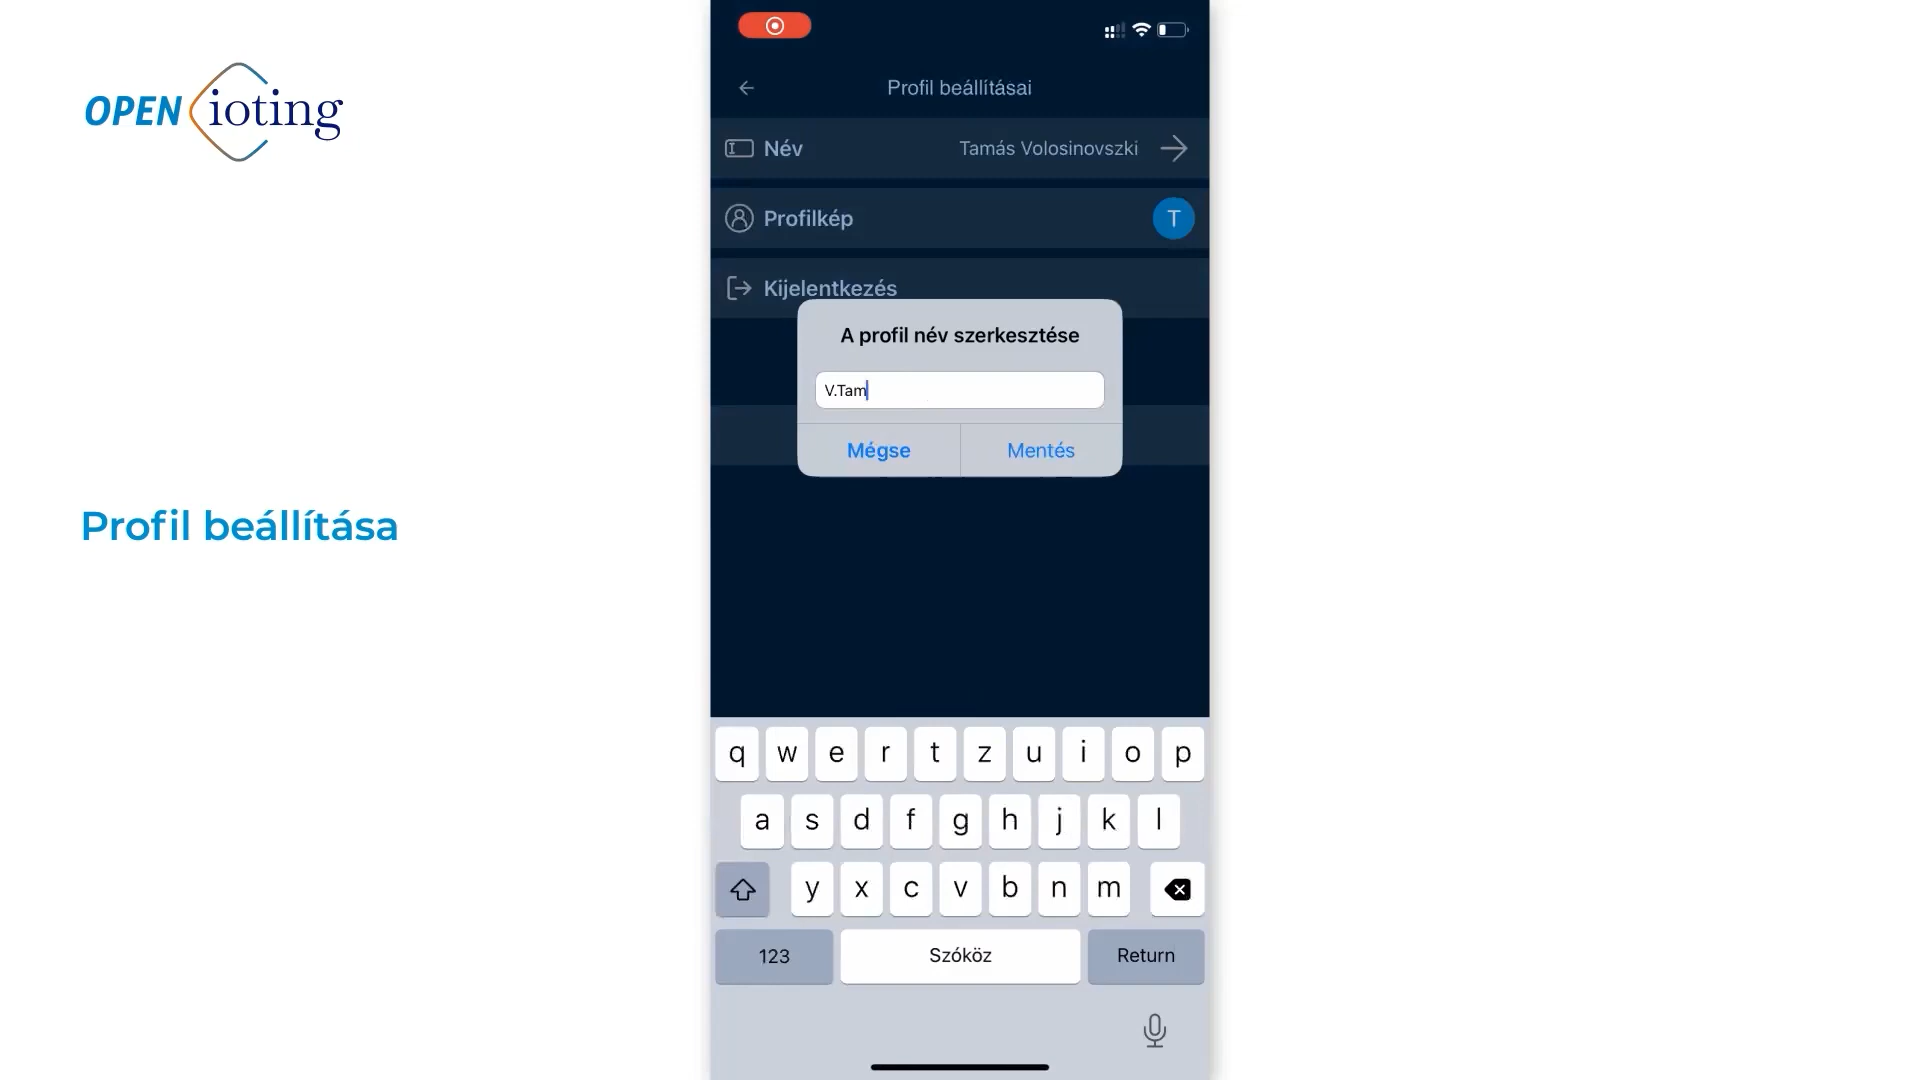 OPEN ioting
Profil beállítása
Profil beállításai
Név
Tamás Volosinovszki
Profilkép
T
Kijelentkezés
A profil név szerkesztése
V.Tam
Mégse
Mentés
q w e r t z u i o p
a s d f g h j k l
y x c v b n m
123
Szóköz
Return